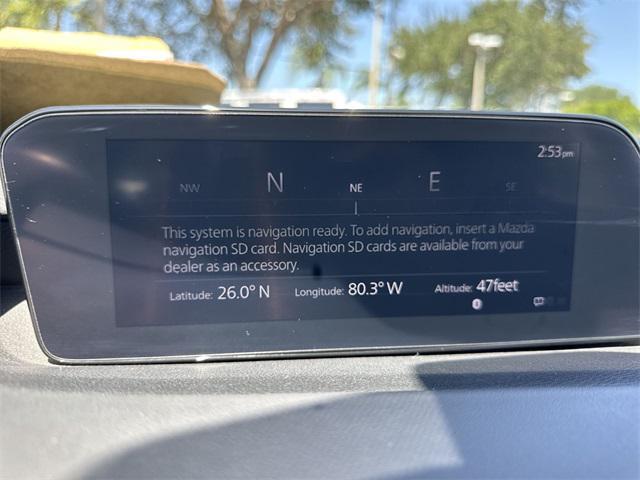 2:53pm
NW N NE E SE
This system is navigation ready. To add navigation, insert a Mazda
navigation SD card. Navigation SD cards are available from your
dealer as an accessory.
Latitude: 26.0° N Longitude: 80.3° W Altitude: 47feet